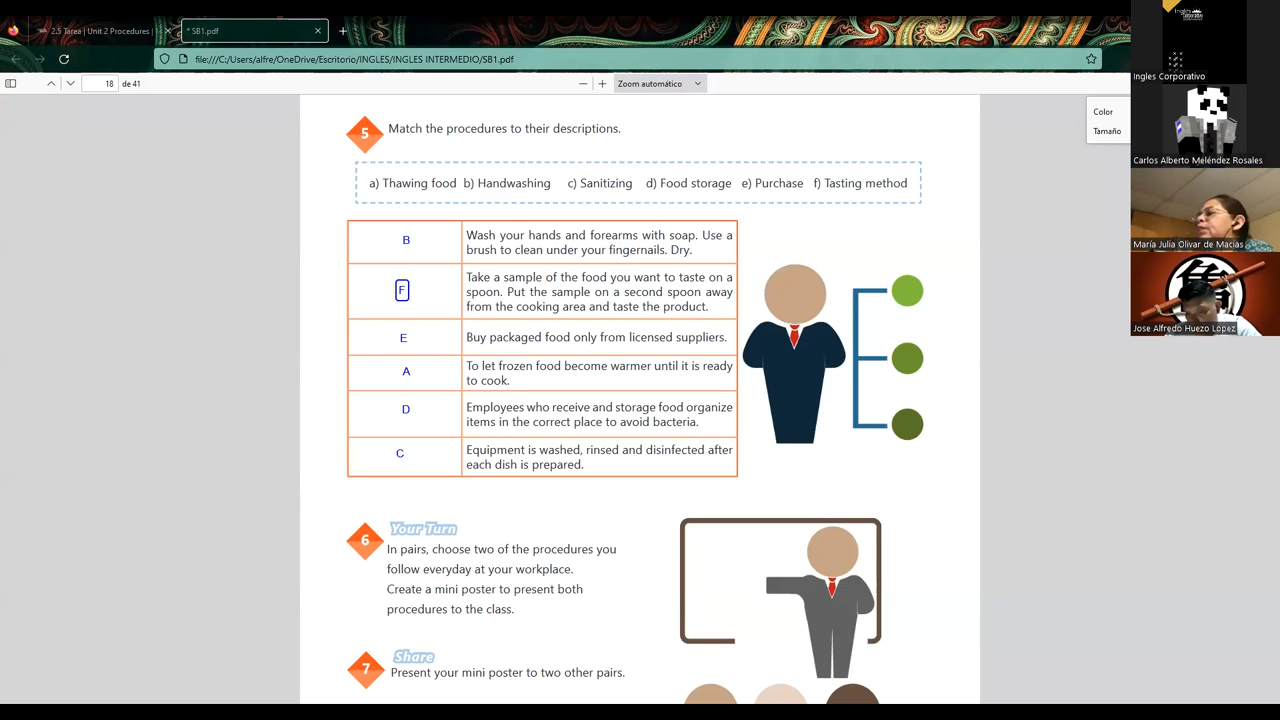 2.5 Tarea | Unit 2 Procedures |
* SB1.pdf
file:///C:/Users/alfre/OneDrive/Escritorio/INGLES/INGLES INTERMEDIO/SB1.pdf
18 de 41
Zoom automático
Color
Tamaño
5 Match the procedures to their descriptions.
a) Thawing food b) Handwashing c) Sanitizing d) Food storage e) Purchase f) Tasting method
B
Wash your hands and forearms with soap. Use a
brush to clean under your fingernails. Dry.
F
Take a sample of the food you want to taste on a
spoon. Put the sample on a second spoon away
from the cooking area and taste the product.
E
Buy packaged food only from licensed suppliers.
A
To let frozen food become warmer until it is ready
to cook.
D
Employees who receive and storage food organize
items in the correct place to avoid bacteria.
C
Equipment is washed, rinsed and disinfected after
each dish is prepared.
6 Your Turn
In pairs, choose two of the procedures you
follow everyday at your workplace.
Create a mini poster to present both
procedures to the class.
7 Share
Present your mini poster to two other pairs.
Inglés
Corporativo
Ingles Corporativo
Carlos Alberto Meléndez Rosales
María Julia Olivar de Macias
Jose Alfredo Huezo Lopez